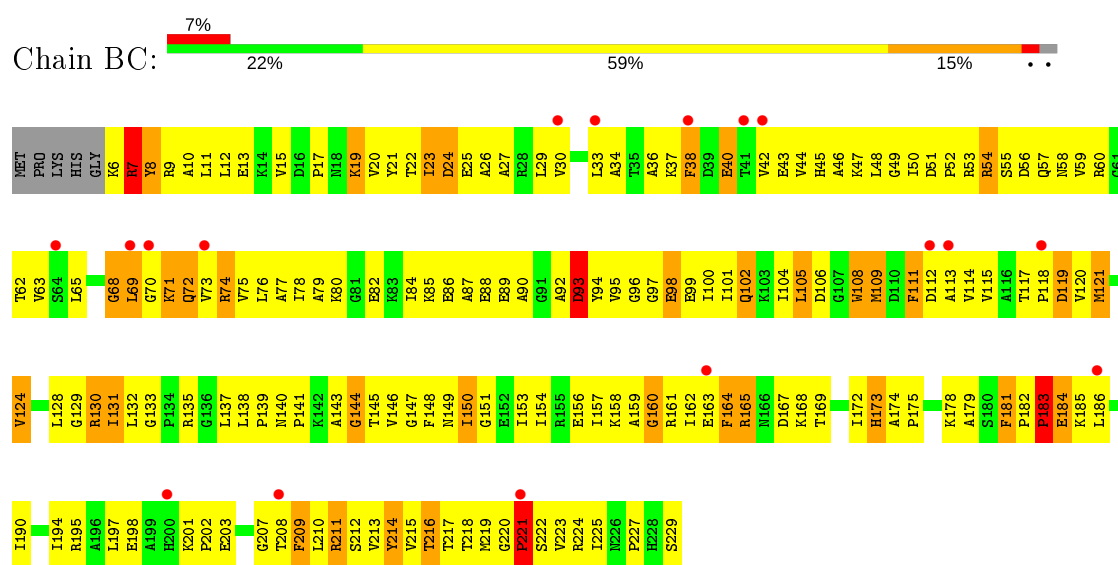 7%
Chain BC:
22% 59% 15% • •
MET PRO LYS HIS GLY K6 R7 Y8 R9 A10 L11 L12 E13 K14 V15 D16 P17 N18 K19 V20 Y21 T22 I23 D24 E25 A26 A27 R28 L29 V30 L33 A34 T35 A36 K37 F38 D39 E40 T41 V42 E43 V44 H45 A46 K47 L48 G49 I50 D51 P52 R53 R54 S55 D56 Q57 N58 V59 R60 G61
T62 V63 S64 L65 G68 L69 G70 K71 Q72 V73 R74 V75 L76 A77 I78 A79 K80 G81 E82 K83 I84 K85 E86 A87 E88 E89 A90 G91 A92 D93 Y94 V95 G96 G97 E98 E99 I100 I101 Q102 K103 I104 L105 D106 G107 W108 M109 D110 F111 D112 A113 V114 V115 A116 T117 P118 D119 V120 M121
V124 L128 G129 R130 I131 L132 G133 P134 R135 G136 L137 L138 P139 N140 P141 K142 A143 G144 T145 V146 G147 F148 N149 I150 G151 E152 I153 I154 R155 E156 I157 K158 A159 G160 R161 I162 E163 F164 R165 N166 D167 K168 T169 I172 H173 A174 P175 K178 A179 S180 F181 P182 P183 E184 K185 L186
I190 I194 R195 A196 L197 E198 A199 H200 K201 P202 E203 G207 T208 F209 L210 R211 S212 V213 Y214 V215 T216 T217 T218 M219 G220 P221 S222 V223 R224 I225 N226 P227 H228 S229